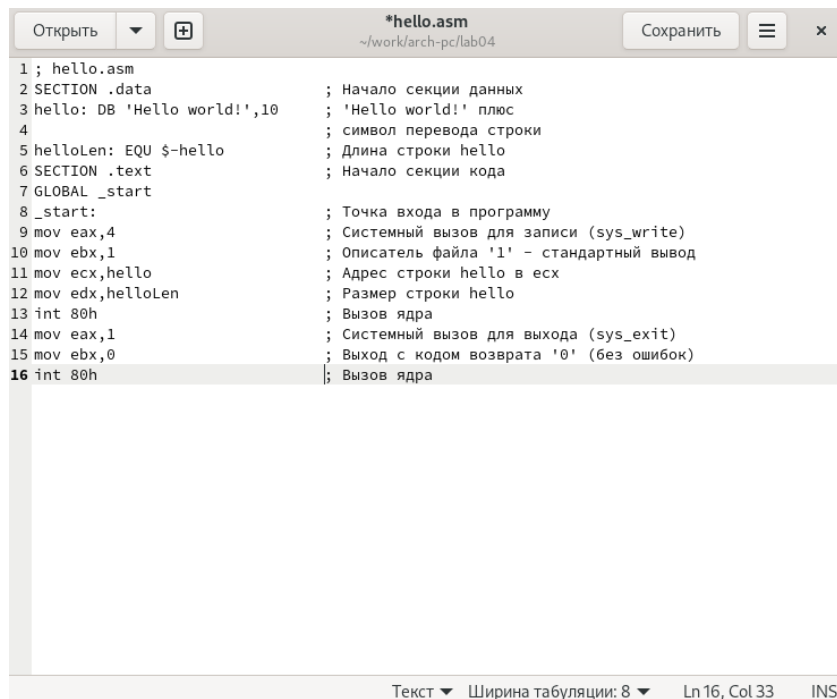 Открыть
*hello.asm
~/work/arch-pc/lab04
Сохранить
1 ; hello.asm
2 SECTION .data ; Начало секции данных
3 hello: DB 'Hello world!',10 ; 'Hello world!' плюс
4 ; символ перевода строки
5 helloLen: EQU $-hello ; Длина строки hello
6 SECTION .text ; Начало секции кода
7 GLOBAL _start
8 _start: ; Точка входа в программу
9 mov eax,4 ; Системный вызов для записи (sys_write)
10 mov ebx,1 ; Описатель файла '1' - стандартный вывод
11 mov ecx,hello ; Адрес строки hello в ecx
12 mov edx,helloLen ; Размер строки hello
13 int 80h ; Вызов ядра
14 mov eax,1 ; Системный вызов для выхода (sys_exit)
15 mov ebx,0 ; Выход с кодом возврата '0' (без ошибок)
16 int 80h ; Вызов ядра
Текст Ширина табуляции: 8 Ln 16, Col 33 INS